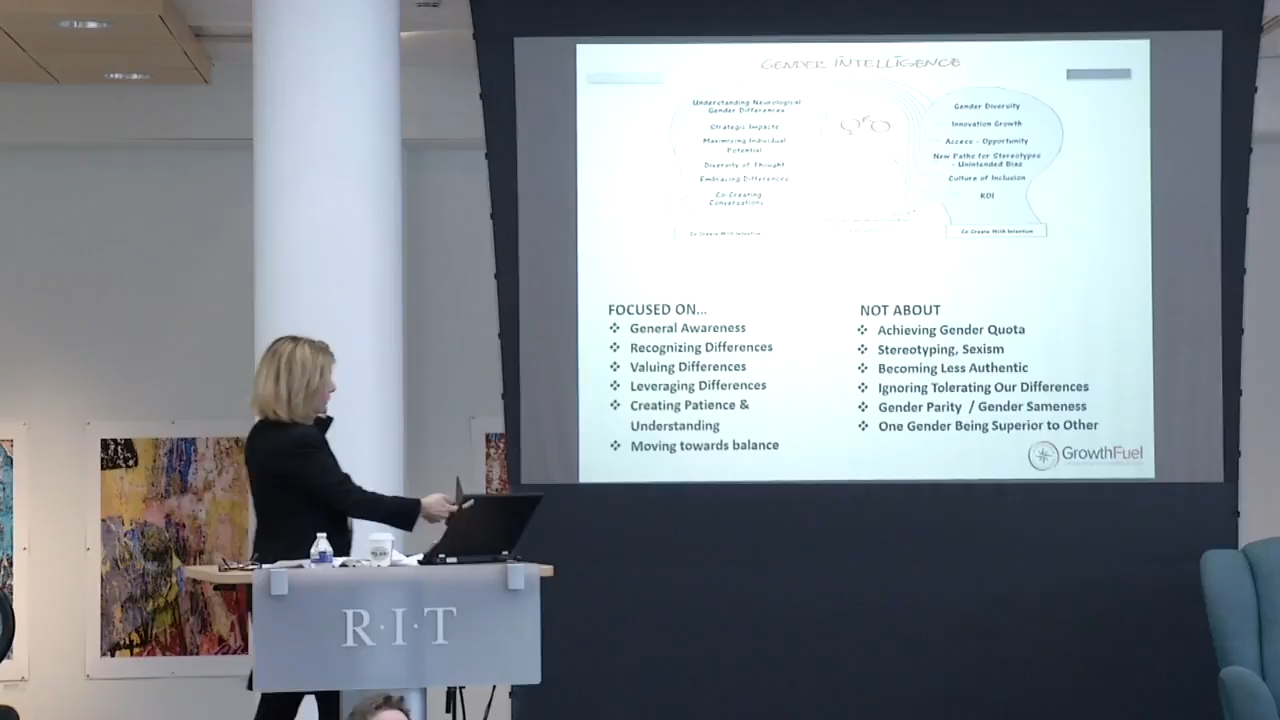 GENDER INTELLIGENCE
Understanding Neurological
Gender Differences
Strategic Impacts
Maximizing Individual
Potential
Diversity of Thought
Embracing Differences
Co-Creating
Conversations
Co-Create With Intention
Gender Diversity
Innovation Growth
Access - Opportunity
New Paths for Stereotypes
- Unintended Bias
Culture of Inclusion
ROI
Co-Create With Intention
FOCUSED ON...
General Awareness
Recognizing Differences
Valuing Differences
Leveraging Differences
Creating Patience &
Understanding
Moving towards balance
NOT ABOUT
Achieving Gender Quota
Stereotyping, Sexism
Becoming Less Authentic
Ignoring Tolerating Our Differences
Gender Parity / Gender Sameness
One Gender Being Superior to Other
GrowthFuel
R·I·T